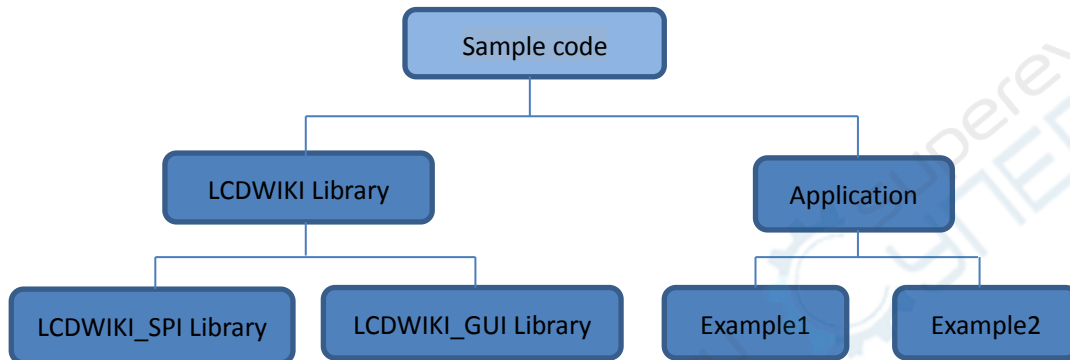 Sample code
LCDWIKI Library
Application
LCDWIKI_SPI Library
LCDWIKI_GUI Library
Example1
Example2